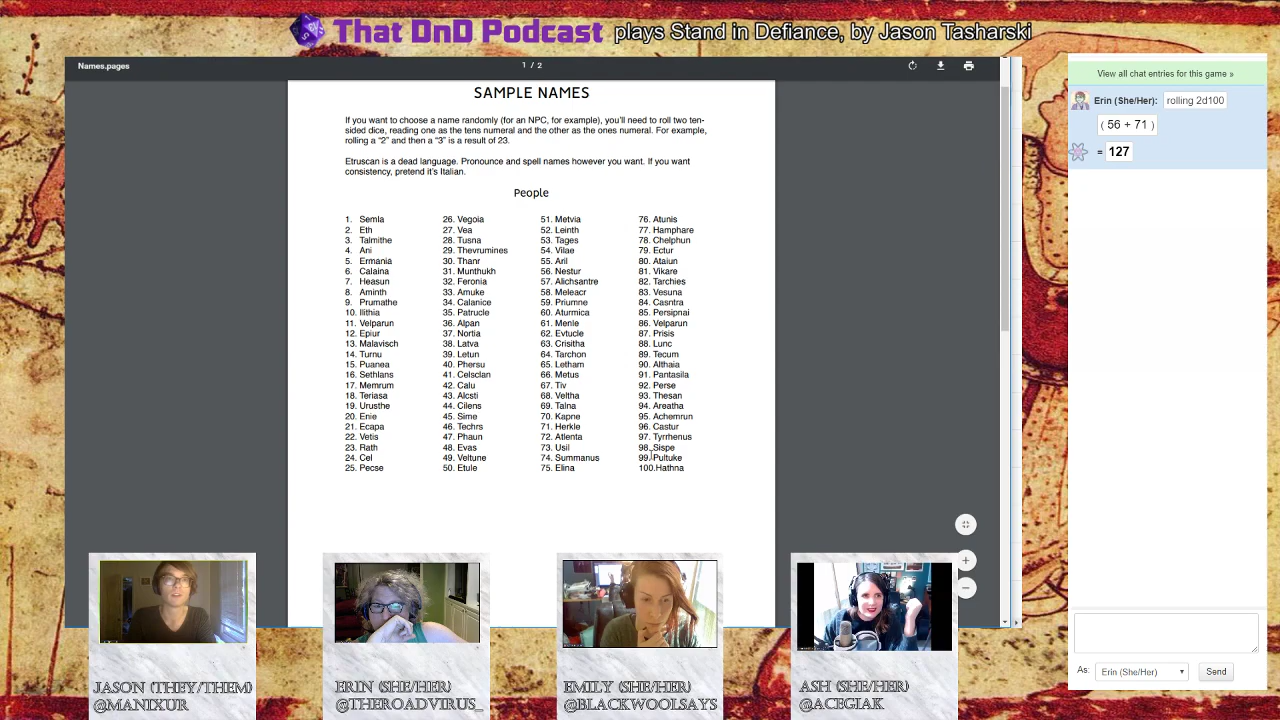 That DnD Podcast plays Stand in Defiance, by Jason Tasharski
Names.pages
1 / 2
SAMPLE NAMES
If you want to choose a name randomly (for an NPC, for example), you'll need to roll two ten-
sided dice, reading one as the tens numeral and the other as the ones numeral. For example,
rolling a “2” and then a “3” is a result of 23.
Etruscan is a dead language. Pronounce and spell names however you want. If you want
consistency, pretend it's Italian.
People
1. Semla
2. Eth
3. Talmithe
4. Ani
5. Ermania
6. Calaina
7. Heasun
8. Aminth
9. Prumathe
10. Ilithia
11. Velparun
12. Epiur
13. Malavisch
14. Turnu
15. Puanea
16. Sethlans
17. Memrum
18. Teriasa
19. Urusthe
20. Enie
21. Ecapa
22. Vetis
23. Rath
24. Cel
25. Pecse
26. Vegoia
27. Vea
28. Tusna
29. Thevrumines
30. Thanr
31. Munthukh
32. Feronia
33. Amuke
34. Calanice
35. Patrucle
36. Alpan
37. Nortia
38. Latva
39. Letun
40. Phersu
41. Celsclan
42. Calu
43. Alcsti
44. Cilens
45. Sime
46. Techrs
47. Phaun
48. Evas
49. Veltune
50. Etule
51. Metvia
52. Leinth
53. Tages
54. Vilae
55. Aril
56. Nestur
57. Alichsantre
58. Meleacr
59. Priumne
60. Aturmica
61. Menle
62. Evtucle
63. Crisitha
64. Tarchon
65. Letham
66. Metus
67. Tiv
68. Veltha
69. Talna
70. Kapne
71. Herkle
72. Atlenta
73. Usil
74. Summanus
75. Elina
76. Atunis
77. Hamphare
78. Chelphun
79. Ectur
80. Ataiun
81. Vikare
82. Tarchies
83. Vesuna
84. Casntra
85. Persipnai
86. Velparun
87. Prisis
88. Lunc
89. Tecum
90. Althaia
91. Pantasila
92. Perse
93. Thesan
94. Areatha
95. Achemrun
96. Castur
97. Tyrrhenus
98. Sispe
99. Pultuke
100.Hathna
View all chat entries for this game »
Erin (She/Her): rolling 2d100
( 56 + 71 )
= 127
As: Erin (She/Her) Send
JASON (THEY/THEM)
@MANIXUR
ERIN (SHE/HER)
@THEROADVIRUS_
EMILY (SHE/HER)
@BLACKWOOLSAYS
ASH (SHE/HER)
@ACEGIAK